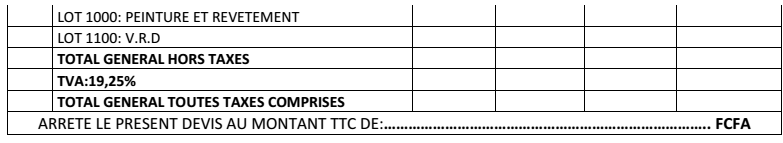 LOT 1000: PEINTURE ET REVETEMENT
LOT 1100: V.R.D
TOTAL GENERAL HORS TAXES
TVA:19,25%
TOTAL GENERAL TOUTES TAXES COMPRISES
ARRETE LE PRESENT DEVIS AU MONTANT TTC DE:…………………………………………………………………….. FCFA